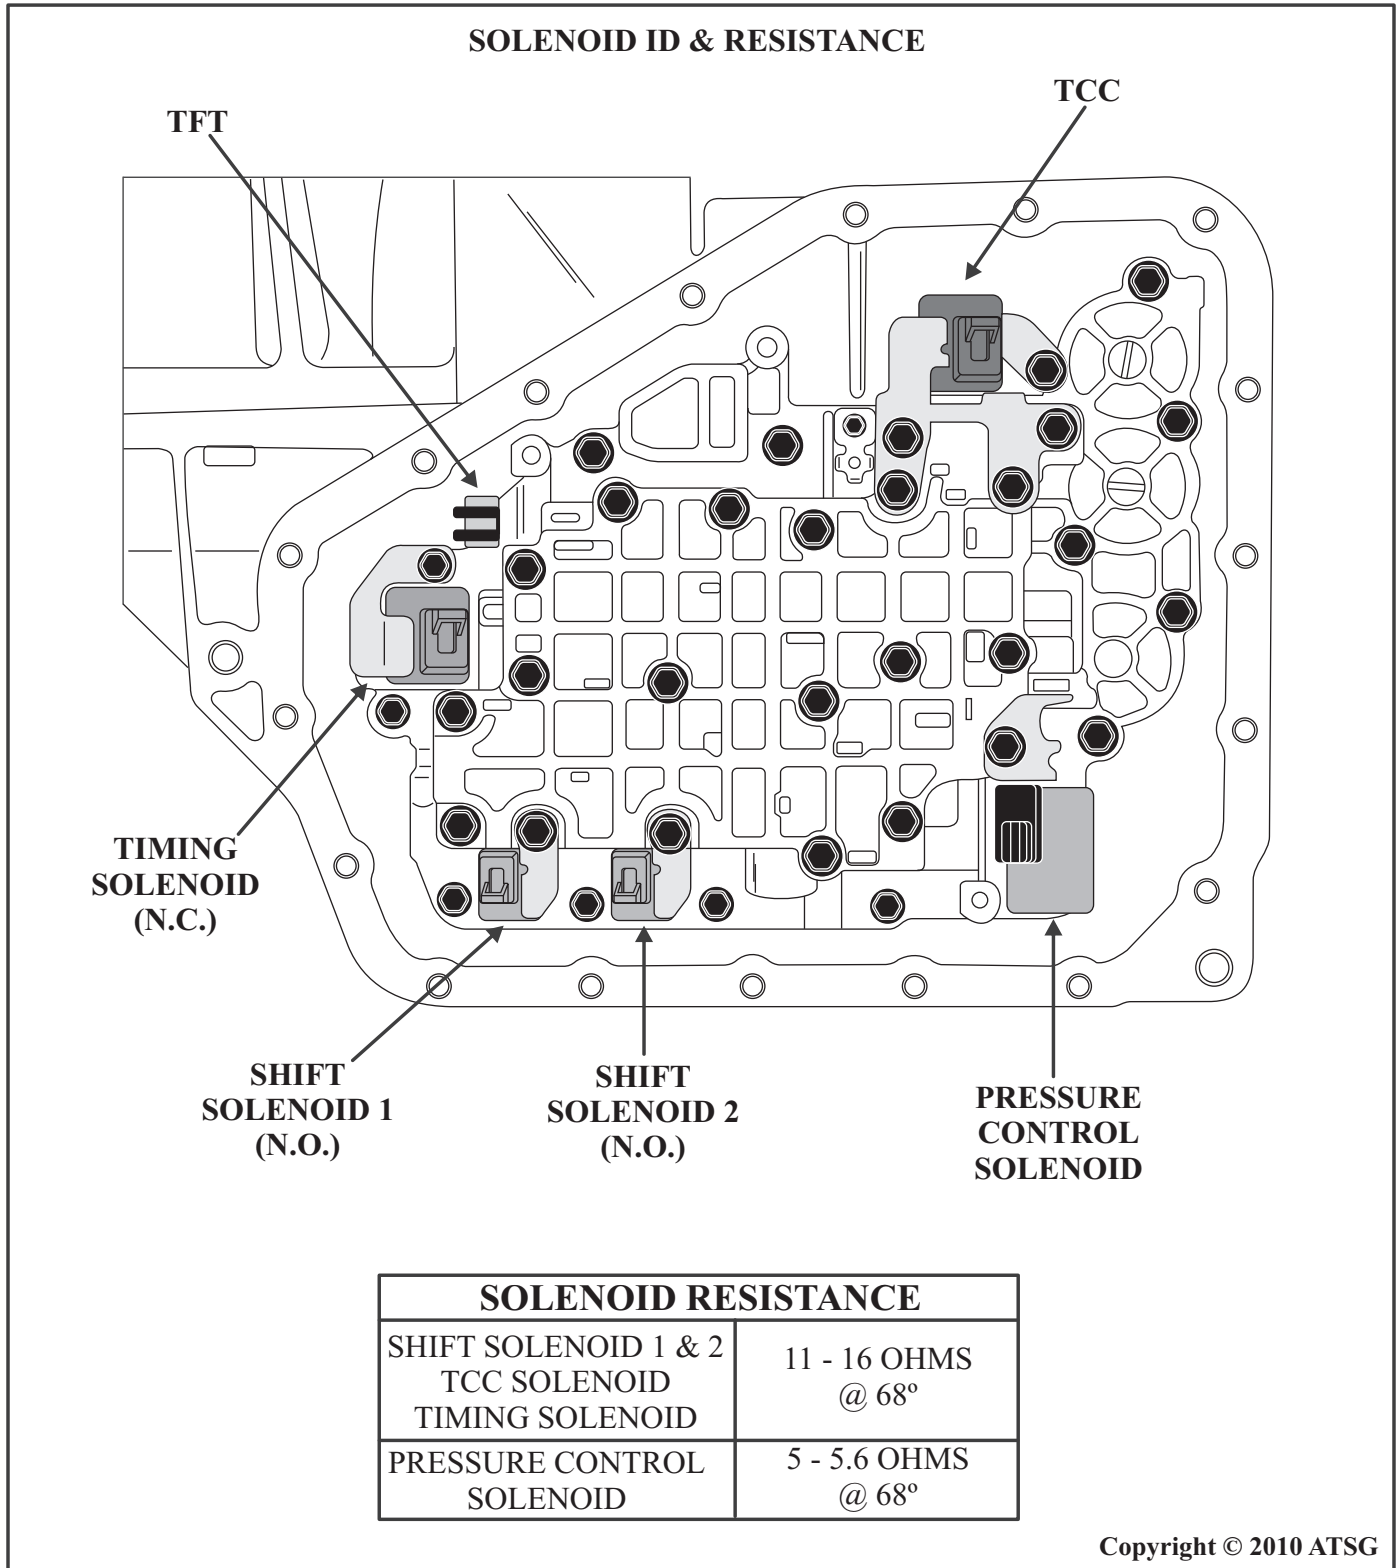 SOLENOID ID & RESISTANCE
TCC
TFT
TIMING
SOLENOID
(N.C.)
SHIFT
SOLENOID 1
(N.O.)
SHIFT
SOLENOID 2
(N.O.)
PRESSURE
CONTROL
SOLENOID
SOLENOID RESISTANCE
SHIFT SOLENOID 1 & 2
TCC SOLENOID
TIMING SOLENOID
11 - 16 OHMS
@ 68º
PRESSURE CONTROL
SOLENOID
5 - 5.6 OHMS
@ 68º
Copyright © 2010 ATSG